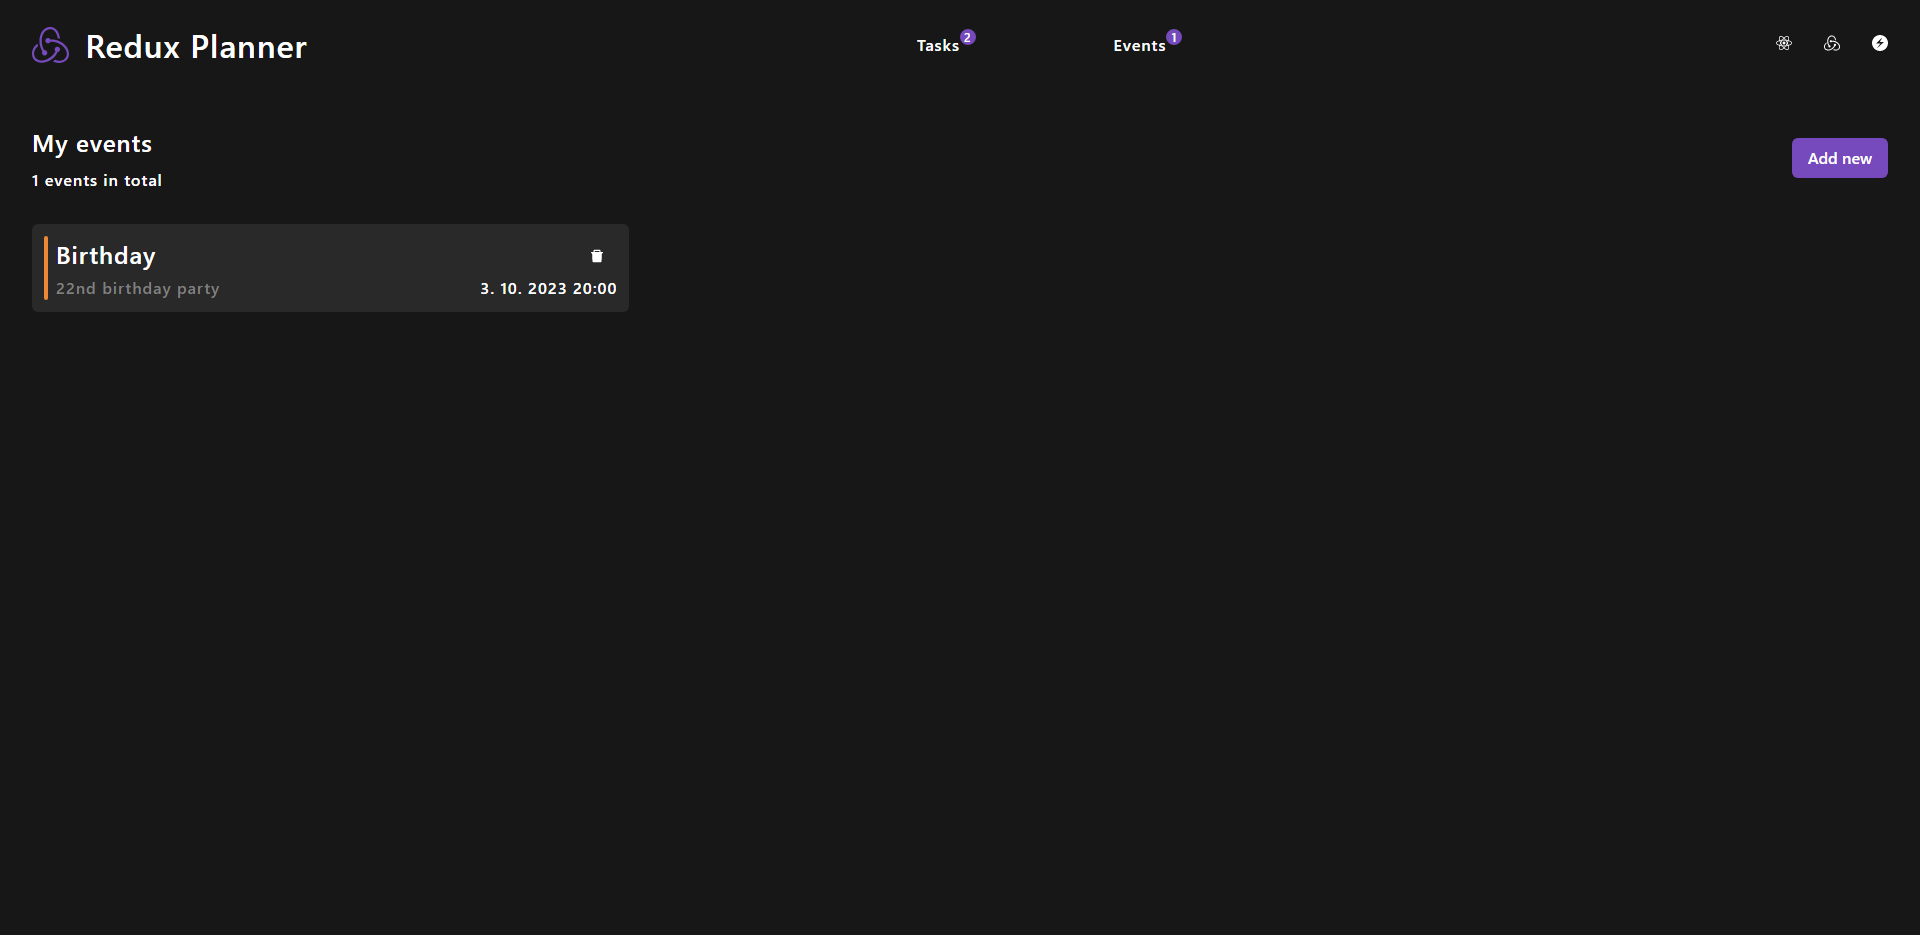 Redux Planner
Tasks 2
Events 1
My events
1 events in total
Add new
Birthday
22nd birthday party
3. 10. 2023 20:00